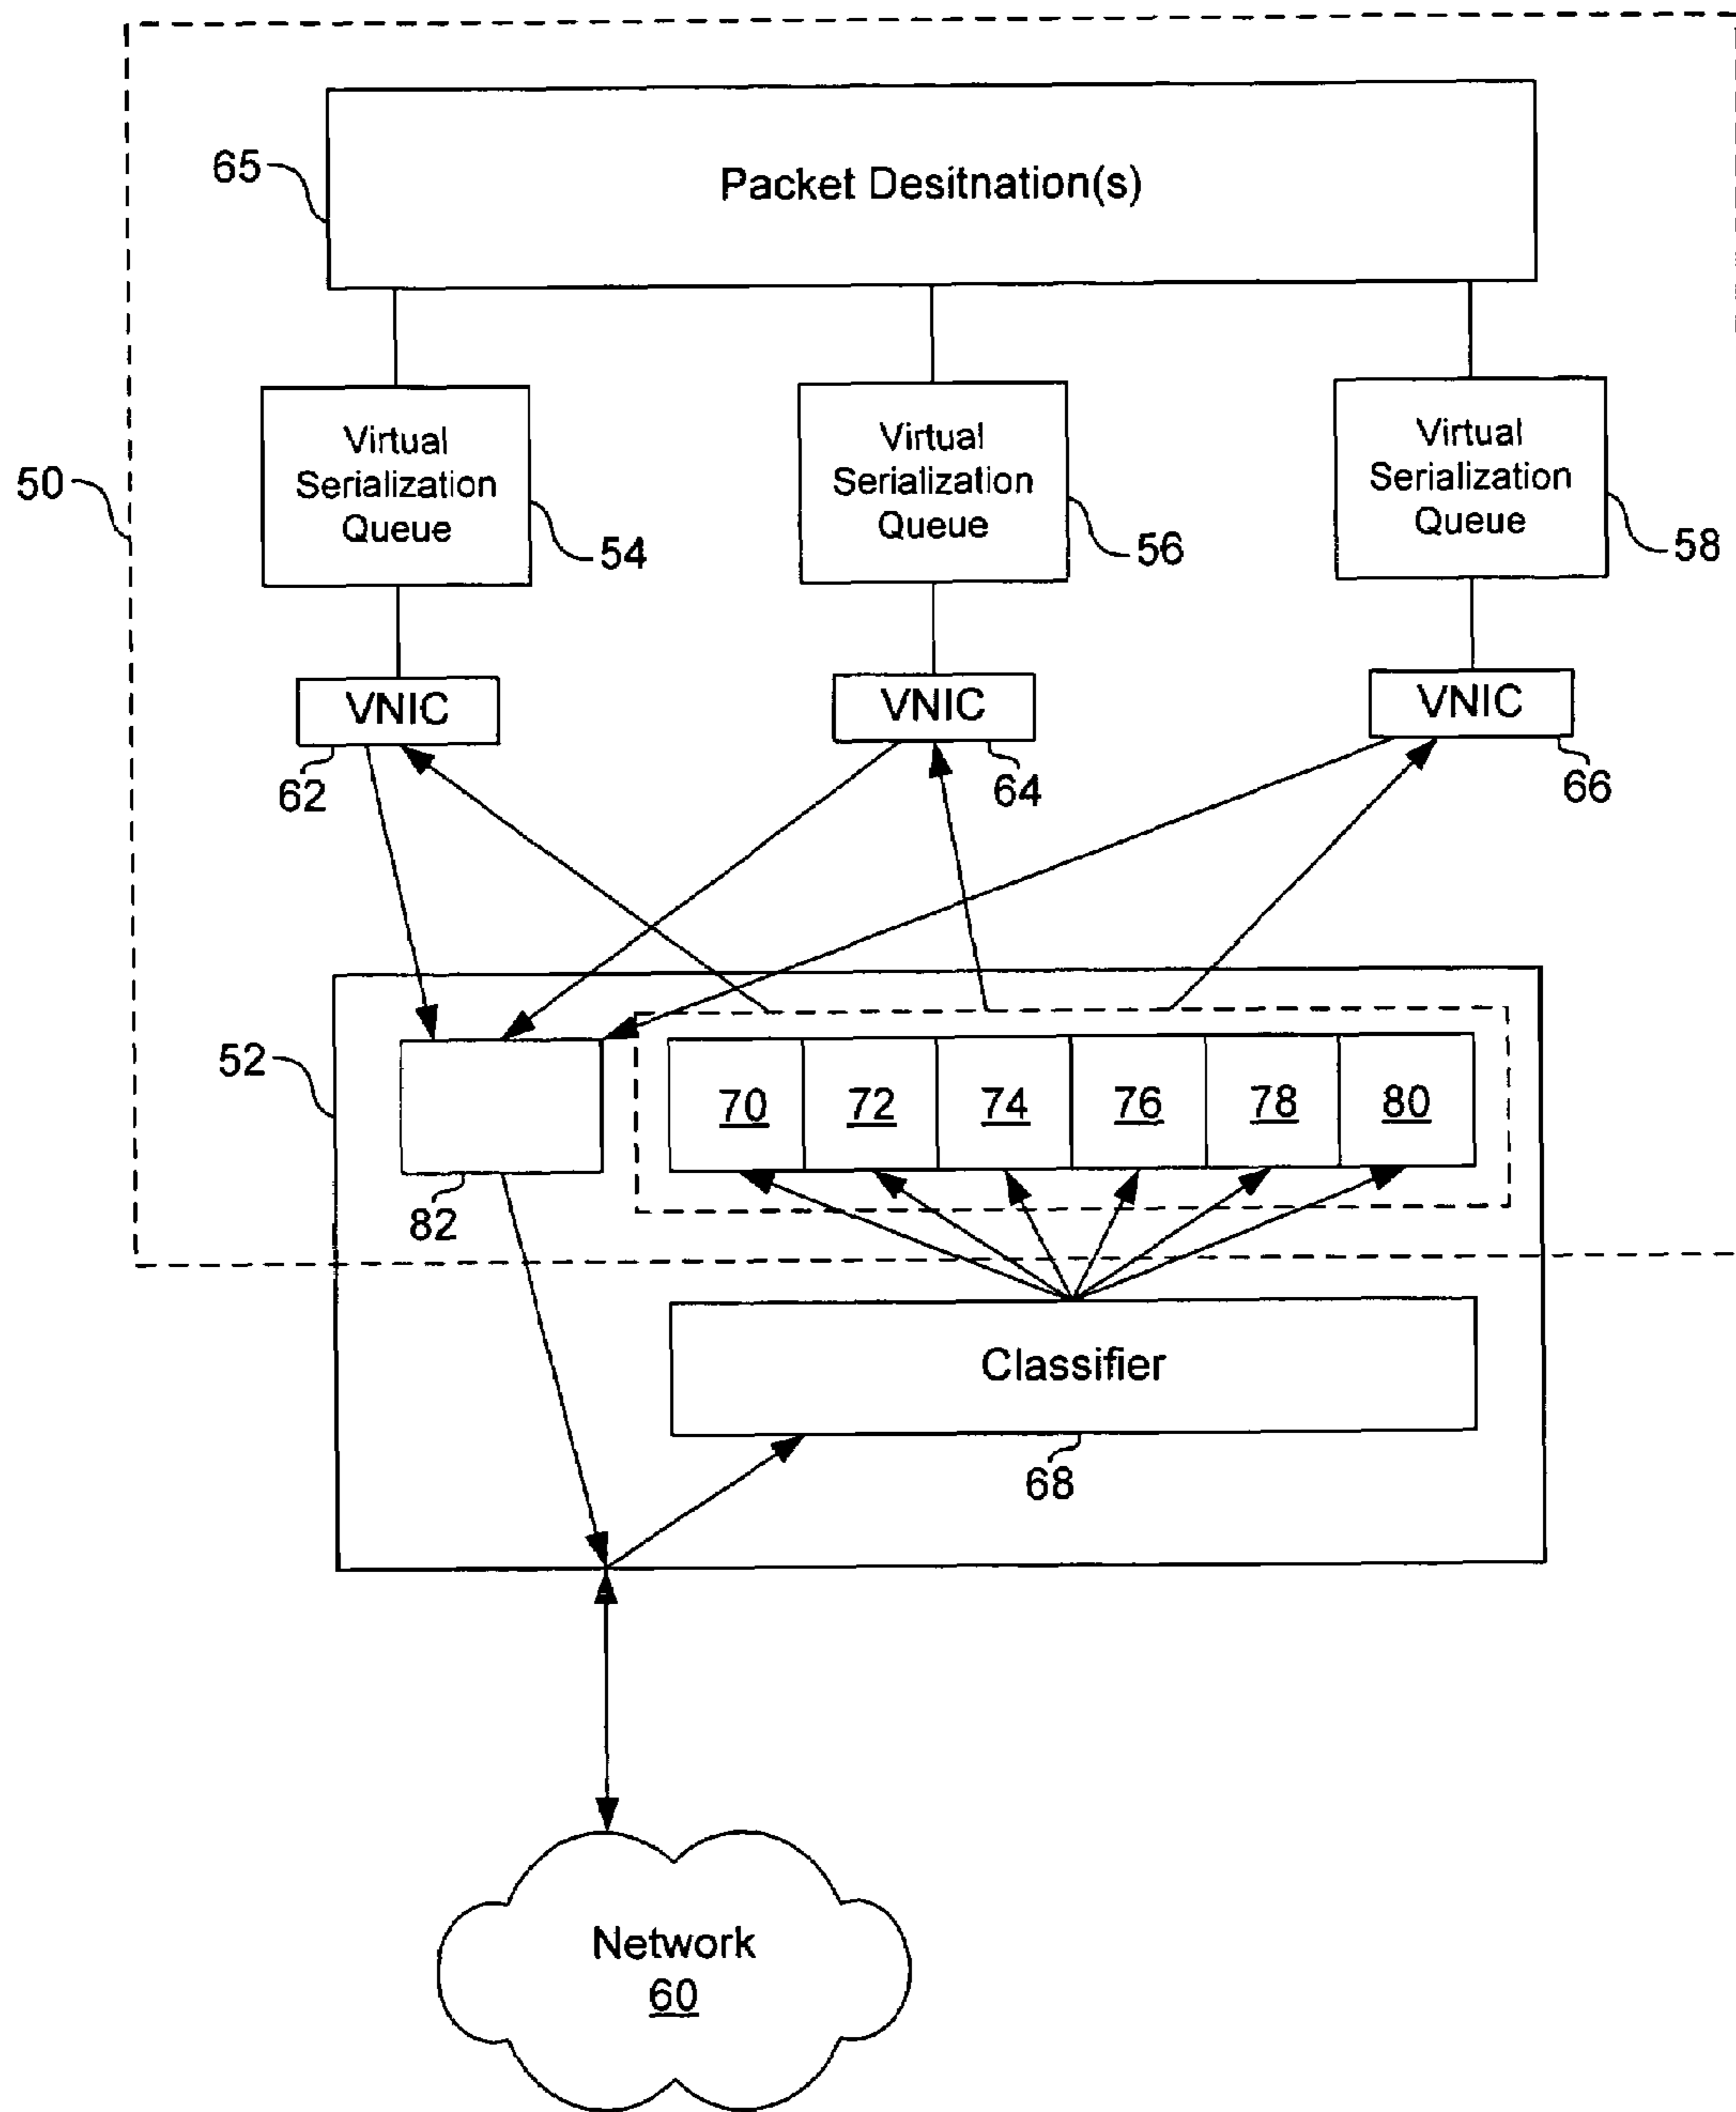 65
Packet Desitnation(s)
50
Virtual
Serialization
Queue
54
Virtual
Serialization
Queue
56
Virtual
Serialization
Queue
58
VNIC
62
VNIC
64
VNIC
66
52
82
70
72
74
76
78
80
Classifier
68
Network
60